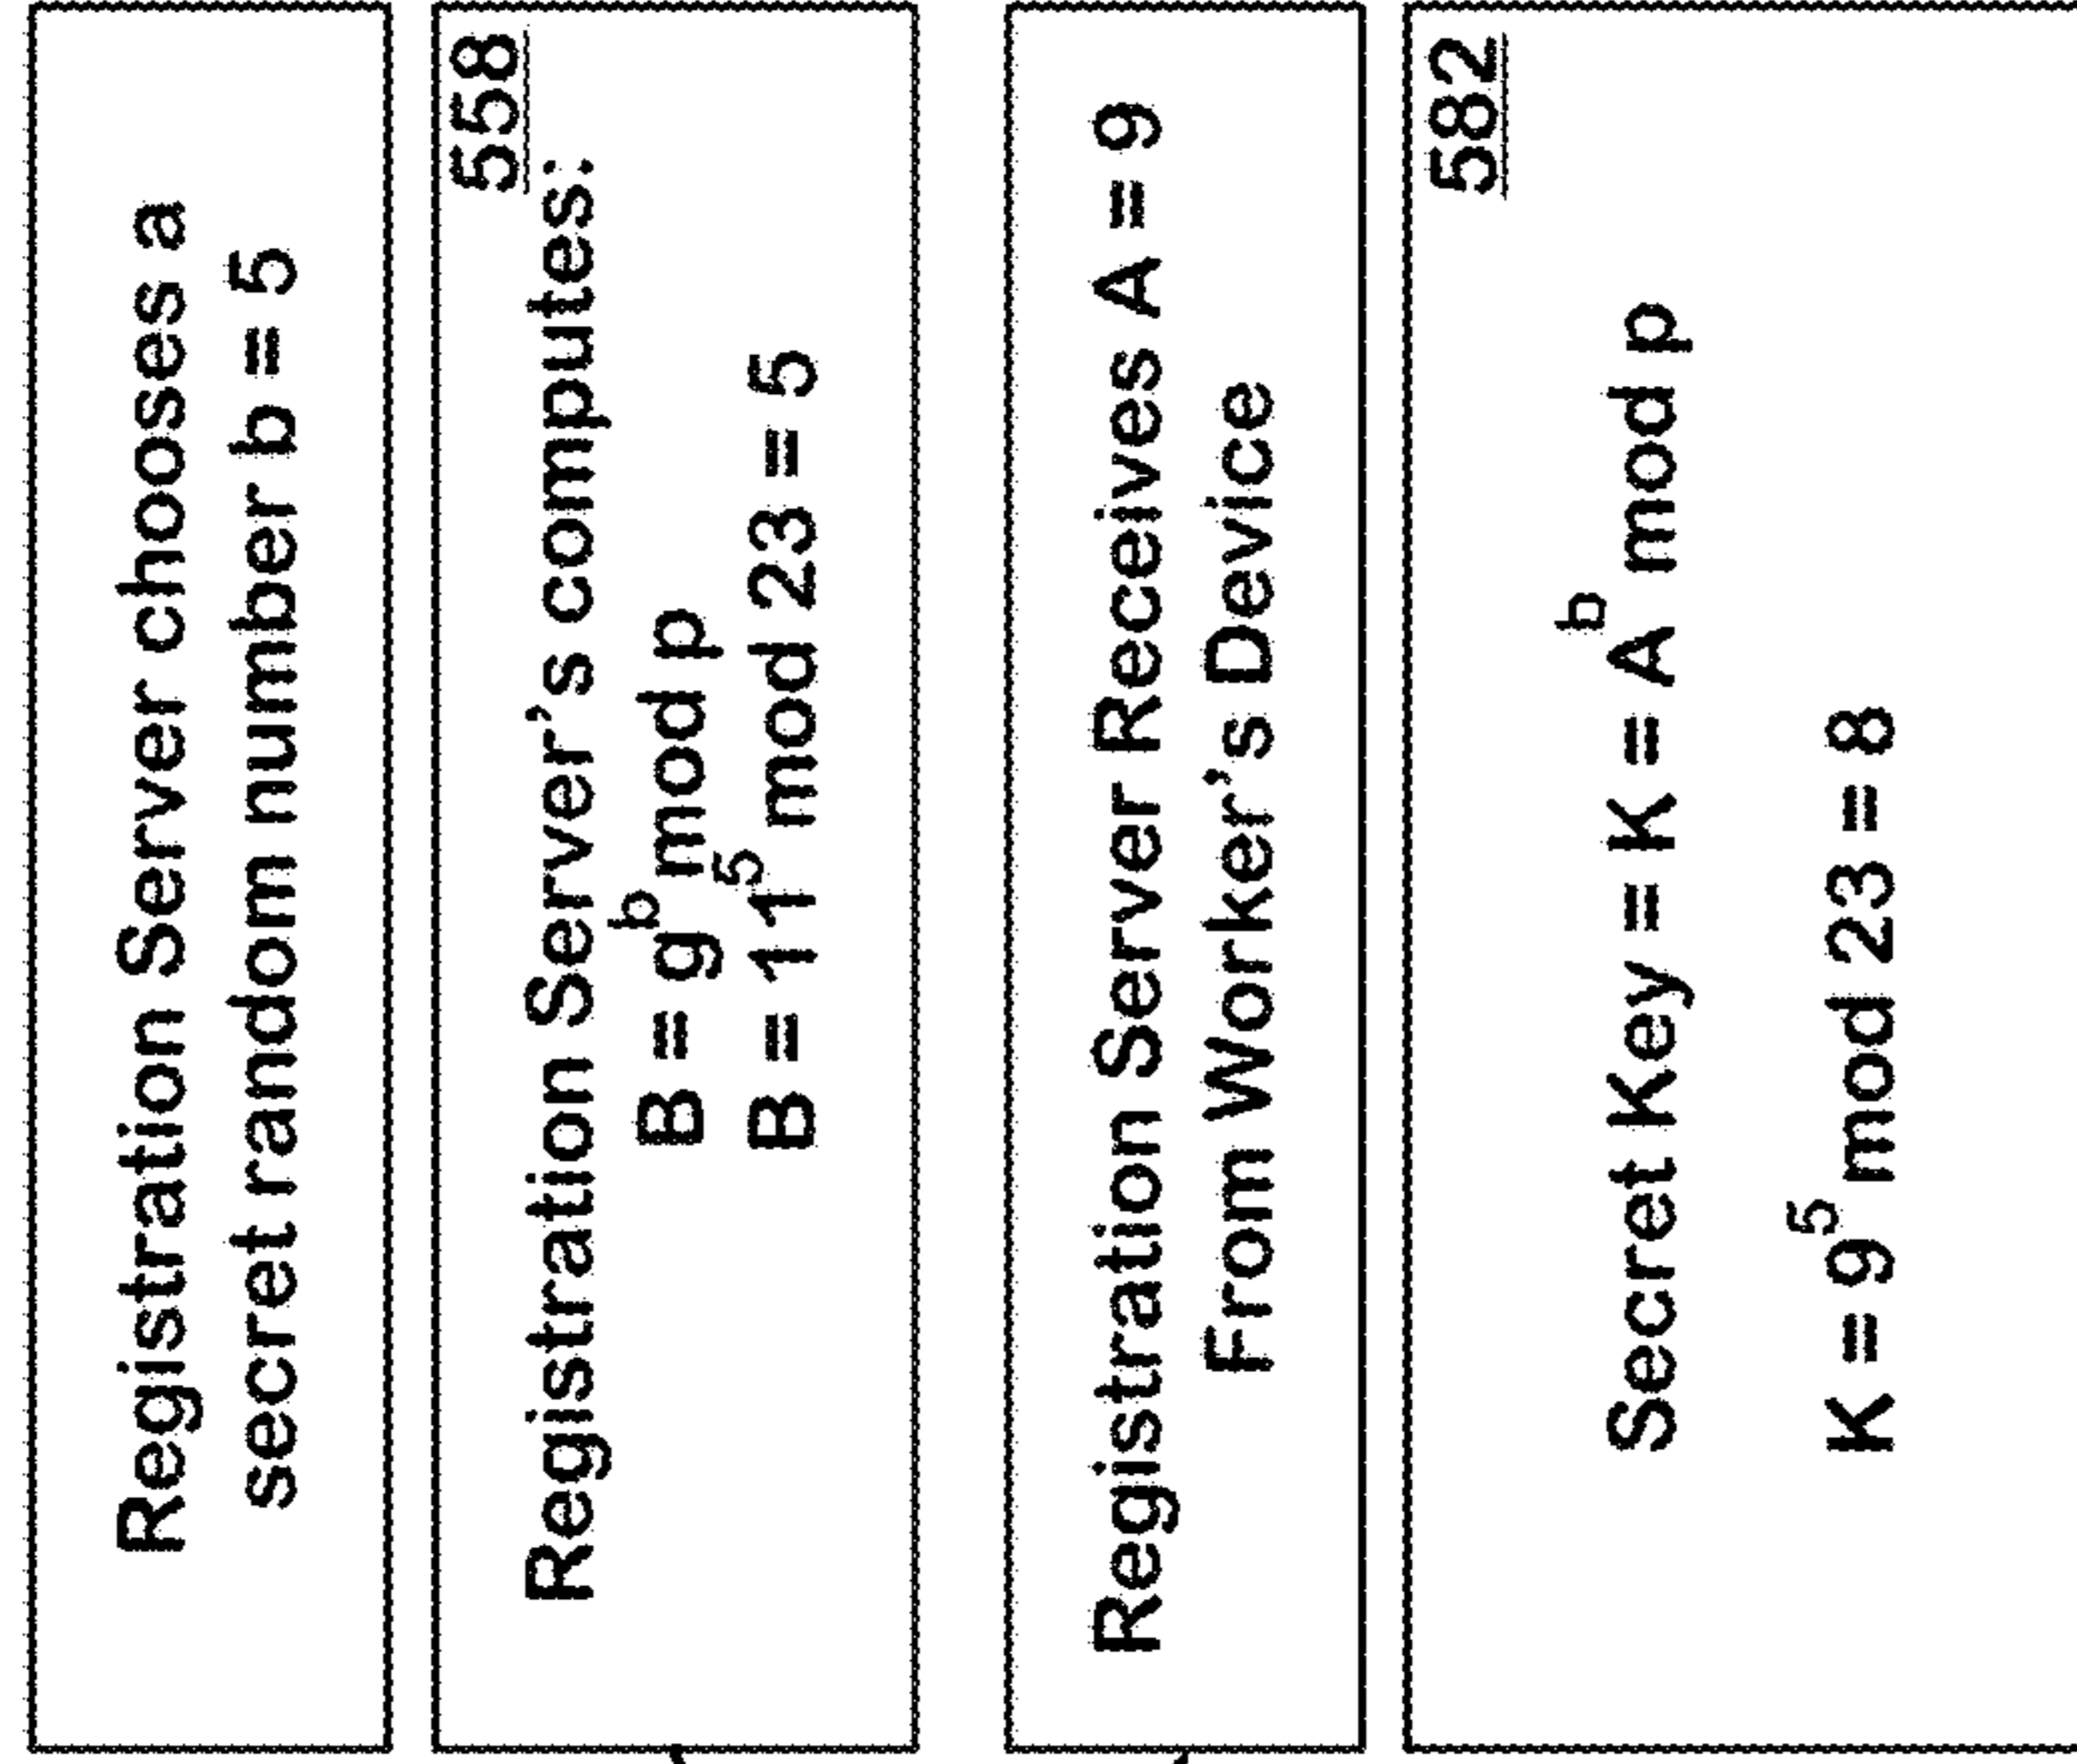 Registration Server chooses a
secret random number b = 5
558
Registration Server's computes:
B = g^b mod p
B = 11^5 mod 23 = 5
Registration Server Receives A = 9
From Worker's Device
582
Secret Key = K = A^b mod p
K = 9^5 mod 23 = 8